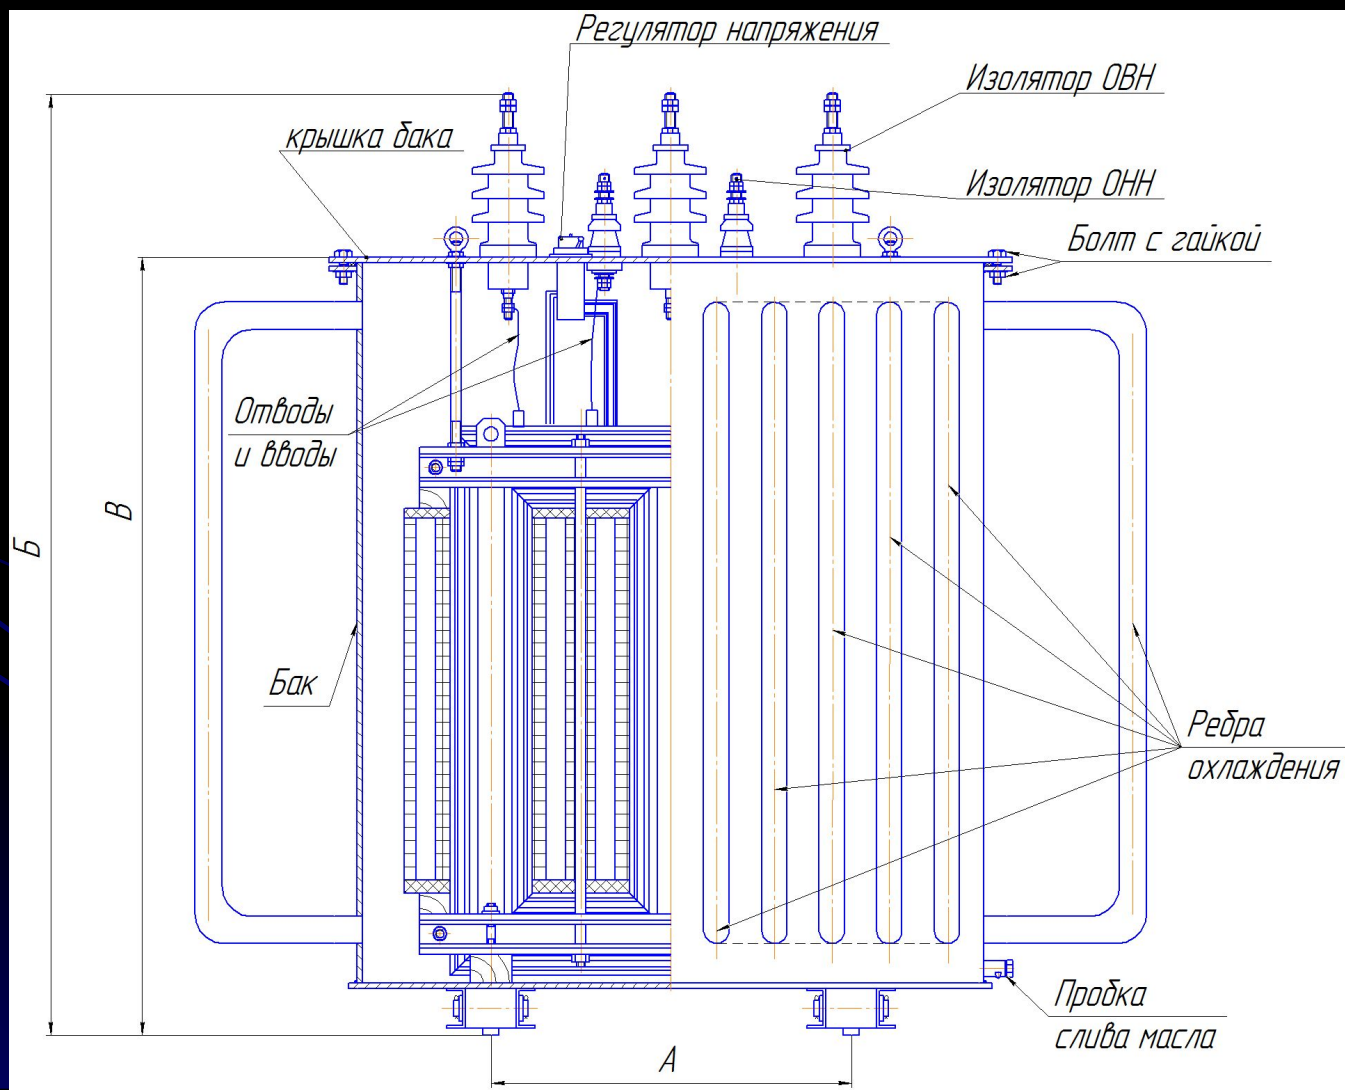 Регулятор напряжения
Изолятор ОВН
крышка бака
Изолятор ОНН
Болт с гайкой
Отводы
и вводы
В
Б
Бак
Ребра
охлаждения
Пробка
слива масла
А